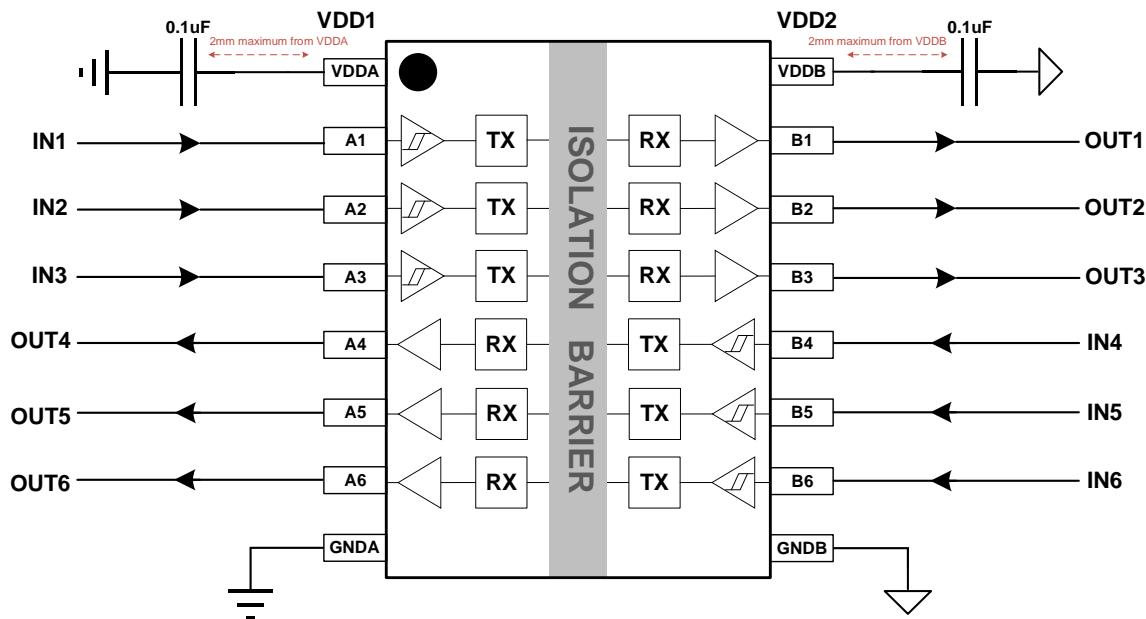 VDD1 VDD2
0.1uF 0.1uF
2mm maximum from VDDA 2mm maximum from VDDB
VDDA VDDB
IN1 A1 TX RX B1 OUT1
IN2 A2 TX RX B2 OUT2
IN3 A3 TX RX B3 OUT3
OUT4 A4 RX TX B4 IN4
OUT5 A5 RX TX B5 IN5
OUT6 A6 RX TX B6 IN6
GNDA GNDB
ISOLATION BARRIER